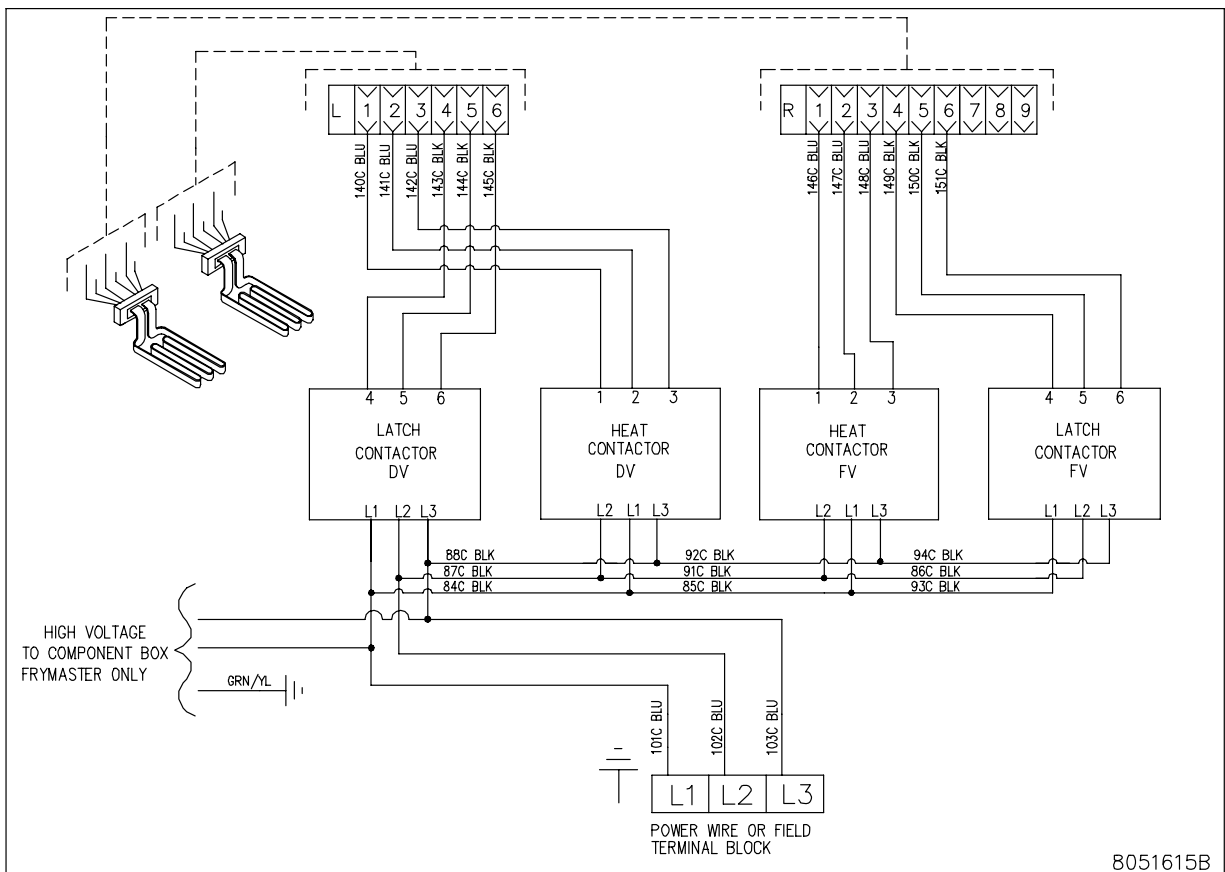 L 1 2 3 4 5 6
R 1 2 3 4 5 6 7 8 9
140C BLU
141C BLU
142C BLU
143C BLK
144C BLK
145C BLK
146C BLU
147C BLU
148C BLU
149C BLK
150C BLK
151C BLK
4 5 6
LATCH
CONTACTOR
DV
L1 L2 L3
1 2 3
HEAT
CONTACTOR
DV
L2 L1 L3
1 2 3
HEAT
CONTACTOR
FV
L2 L1 L3
4 5 6
LATCH
CONTACTOR
FV
L1 L2 L3
88C BLK 92C BLK 94C BLK
87C BLK 91C BLK 86C BLK
84C BLK 85C BLK 93C BLK
HIGH VOLTAGE
TO COMPONENT BOX
FRYMASTER ONLY
GRN/YL
101C BLU
102C BLU
103C BLU
L1 L2 L3
POWER WIRE OR FIELD
TERMINAL BLOCK
8051615B